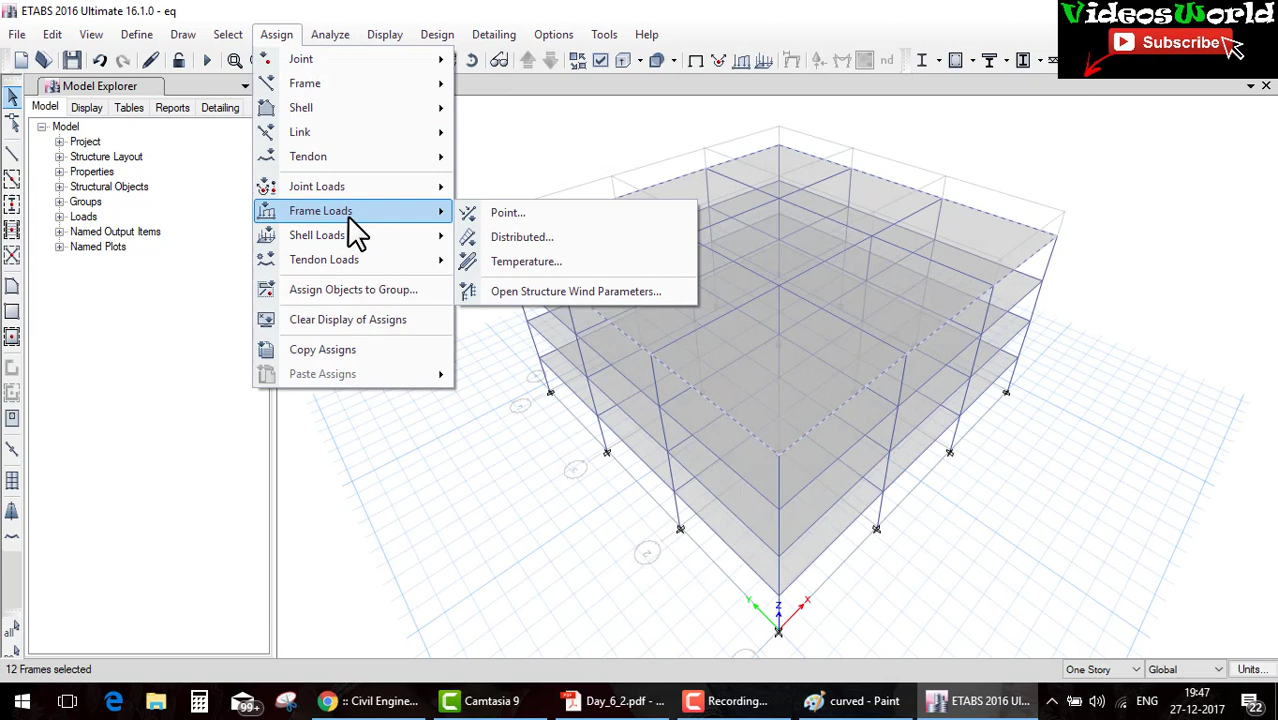 ETABS 2016 Ultimate 16.1.0 - eq
VideosWorld
Subscribe
File Edit View Define Draw Select Assign Analyze Display Design Detailing Options Tools Help
nd
Model Explorer
Model Display Tables Reports Detailing
Model
Project
Structure Layout
Properties
Structural Objects
Groups
Loads
Named Output Items
Named Plots
Joint
Frame
Shell
Link
Tendon
Joint Loads
Frame Loads
Shell Loads
Tendon Loads
Assign Objects to Group...
Clear Display of Assigns
Copy Assigns
Paste Assigns
Point...
Distributed...
Temperature...
Open Structure Wind Parameters...
Y Z X
all
12 Frames selected
One Story Global Units...
99+
:: Civil Engine...
Camtasia 9
Day_6_2.pdf - ...
Recording...
curved - Paint
ETABS 2016 Ul...
ENG
19:47
27-12-2017
22